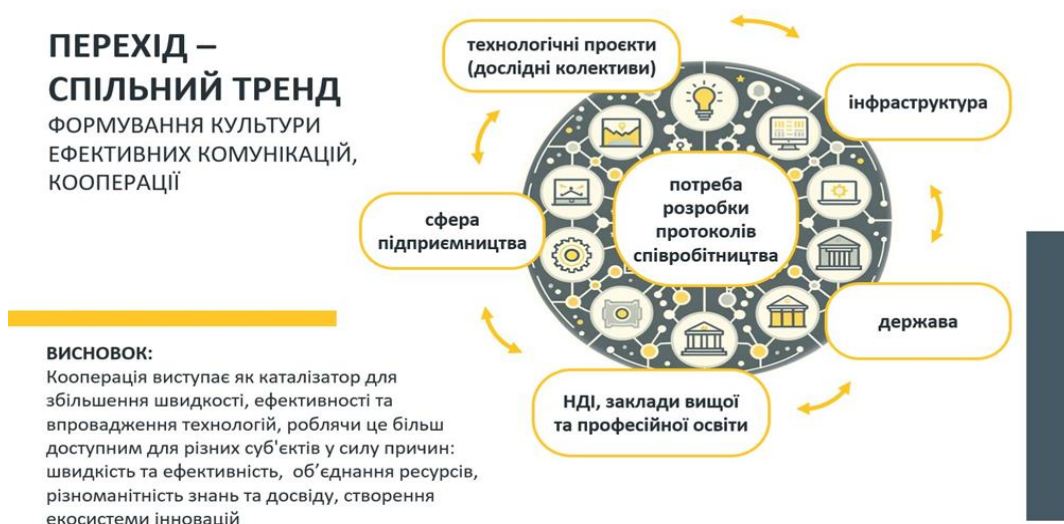 ПЕРЕХІД –
СПІЛЬНИЙ ТРЕНД
ФОРМУВАННЯ КУЛЬТУРИ
ЕФЕКТИВНИХ КОМУНІКАЦІЙ,
КООПЕРАЦІЇ
технологічні проєкти
(дослідні колективи)
інфраструктура
сфера
підприємництва
потреба
розробки
протоколів
співробітництва
держава
НДІ, заклади вищої
та професійної освіти
ВИСНОВОК:
Кооперація виступає як каталізатор для
збільшення швидкості, ефективності та
впровадження технологій, роблячи це більш
доступним для різних суб'єктів у силу причин:
швидкість та ефективність, об’єднання ресурсів,
різноманітність знань та досвіду, створення
екосистеми інновацій